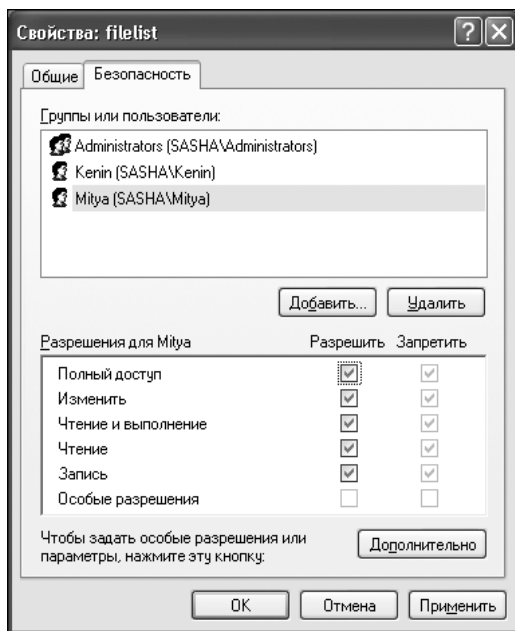 Свойства: filelist
Общие Безопасность
Группы или пользователи:
Administrators (SASHA\Administrators)
Kenin (SASHA\Kenin)
Mitya (SASHA\Mitya)
Добавить... Удалить
Разрешения для Mitya Разрешить Запретить
Полный доступ
Изменить
Чтение и выполнение
Чтение
Запись
Особые разрешения
Чтобы задать особые разрешения или
параметры, нажмите эту кнопку:
Дополнительно
OK Отмена Применить